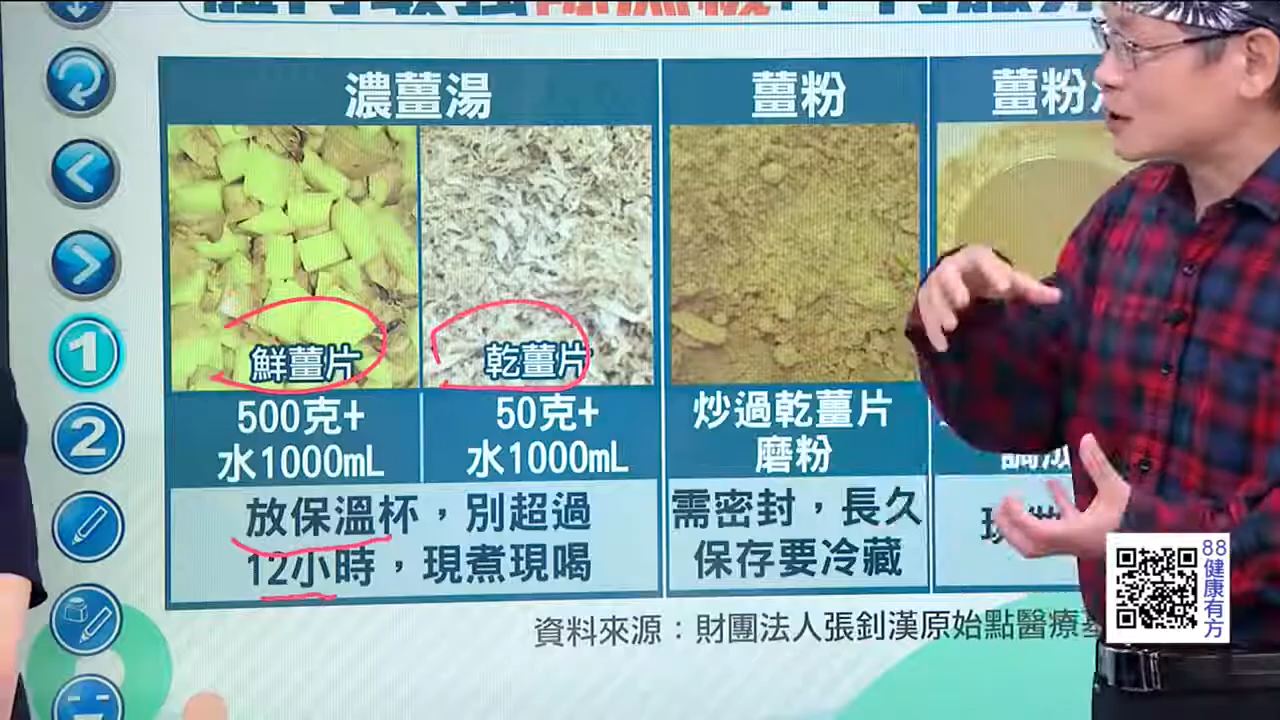 濃薑湯
薑粉
薑粉
鮮薑片
乾薑片
500克+
水1000mL
50克+
水1000mL
炒過乾薑片
磨粉
放保溫杯，別超過
12小時，現煮現喝
需密封，長久
保存要冷藏
資料來源：財團法人張釗漢原始點醫療
1
2
88健康有方